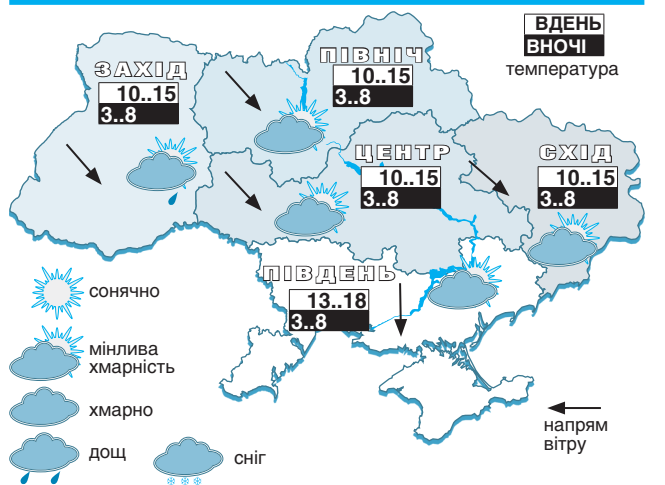 ВДЕНЬ
ВНОЧІ
температура
ПІВНІЧ
10..15
3..8
ЗАХІД
10..15
3..8
ЦЕНТР
10..15
3..8
СХІД
10..15
3..8
ПІВДЕНЬ
13..18
3..8
сонячно
мінлива
хмарність
хмарно
дощ
сніг
напрям
вітру